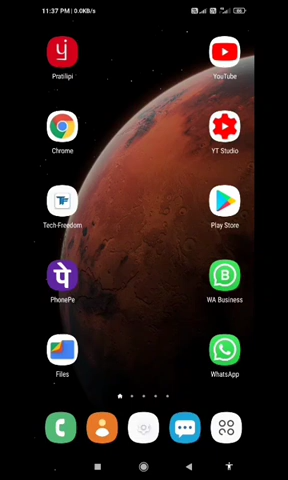 11:37 PM | 0.0KB/s
Pratilipi
YouTube
Chrome
YT Studio
TF
Tech-Freedom
Play Store
पे
PhonePe
B
WA Business
Files
WhatsApp